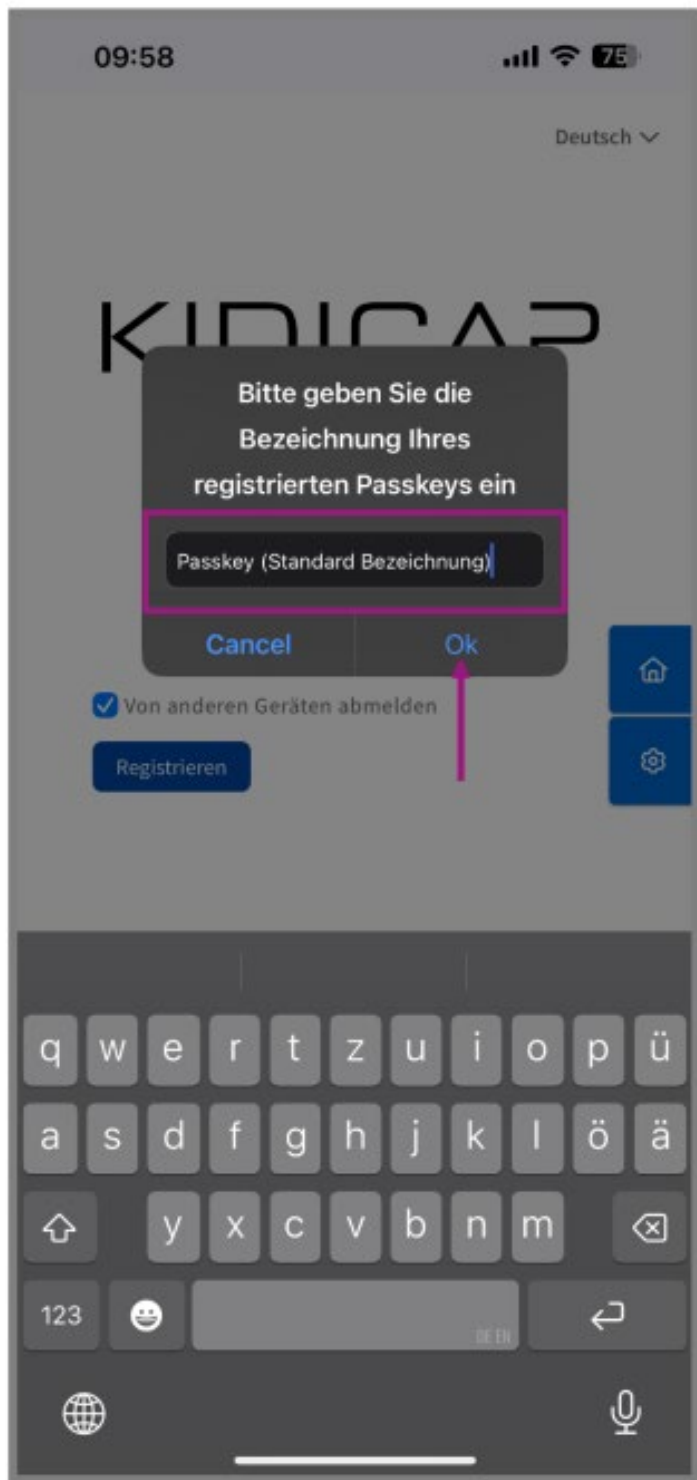 09:58
75
Deutsch
KIDICAP
Bitte geben Sie die
Bezeichnung Ihres
registrierten Passkeys ein
Passkey (Standard Bezeichnung)
Cancel
Ok
Von anderen Geräten abmelden
Registrieren
q w e r t z u i o p ü
a s d f g h j k l ö ä
y x c v b n m
123
DE EN